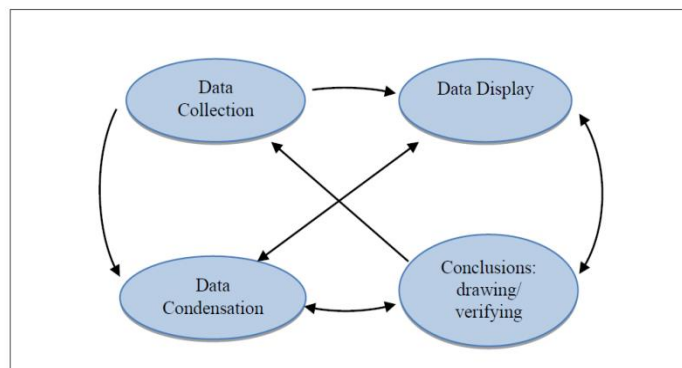 Data
Collection
Data Display
Data
Condensation
Conclusions:
drawing/
verifying